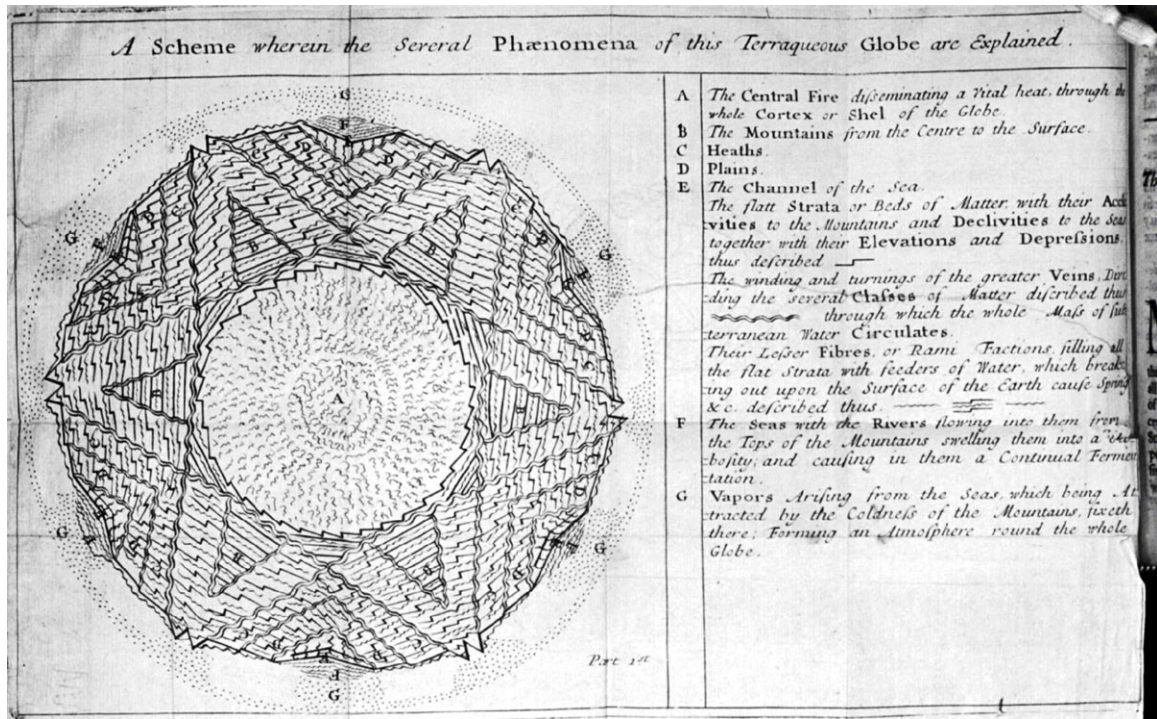 A Scheme wherein the Several Phænomena of this Terraqueous Globe are Explained.
A The Central Fire disseminating a Vital heat, through the
whole Cortex or Shel of the Globe.
B The Mountains from the Centre to the Surface.
C Heaths.
D Plains.
E The Channel of the Sea.
The flatt Strata or Beds of Matter, with their
:vities to the Mountains and Declivities to the Seas
together with their Elevations and Depressions,
thus described
The winding and turnings of the greater Veins,
:ding the several Classes of Matter discribed thus
through which the whole Mass of
:terranean Water Circulates.
Their Lesser Fibres, or Rami Factions, filling all
the flat Strata with feeders of Water, which break:
:ing out upon the Surface of the Earth cause Spring
&c. described thus.
F The Seas with the Rivers flowing into them from
the Tops of the Mountains swelling them into a
:bosity, and causing in them a Continual Fermen
:tation.
G Vapors Arising from the Seas, which being At
:tracted by the Coldness of the Mountains, fixeth
there; Forming an Atmosphere round the whole
Globe.
G
F
E
C
D
D
B
B
G
G
A
B
B
G
G
B
B
Part 1st
F
G